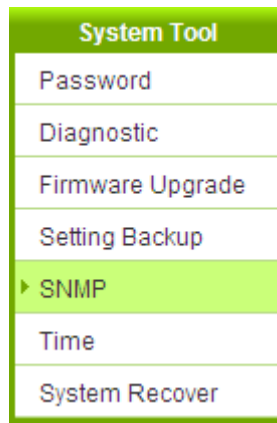 System Tool
Password
Diagnostic
Firmware Upgrade
Setting Backup
SNMP
Time
System Recover